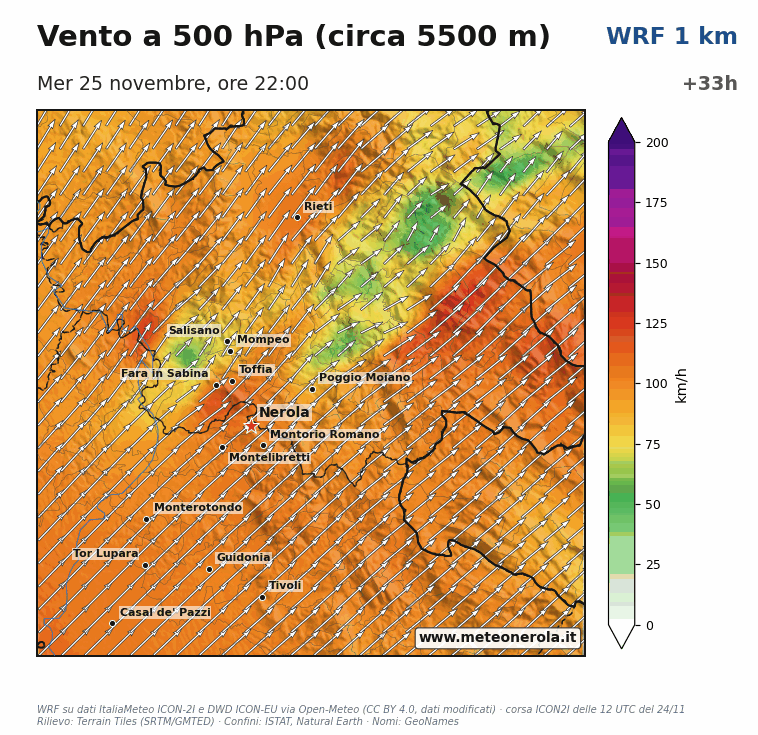 Vento a 500 hPa (circa 5500 m)
WRF 1 km
Mer 25 novembre, ore 22:00
+33h
Rieti
Salisano
Mompeo
Fara in Sabina
Toffia
Poggio Moiano
Nerola
Montorio Romano
Montelibretti
Monterotondo
Tor Lupara
Guidonia
Tivoli
Casal de' Pazzi
www.meteonerola.it
200
175
150
125
100
75
50
25
0
km/h
WRF su dati ItaliaMeteo ICON-2I e DWD ICON-EU via Open-Meteo (CC BY 4.0, dati modificati) · corsa ICON2I delle 12 UTC del 24/11
Rilievo: Terrain Tiles (SRTM/GMTED) · Confini: ISTAT, Natural Earth · Nomi: GeoNames